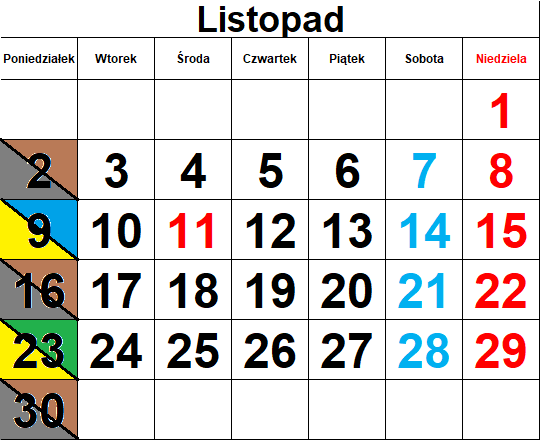 Listopad
Poniedziałek Wtorek Środa Czwartek Piątek Sobota Niedziela
1
2 3 4 5 6 7 8
9 10 11 12 13 14 15
16 17 18 19 20 21 22
23 24 25 26 27 28 29
30